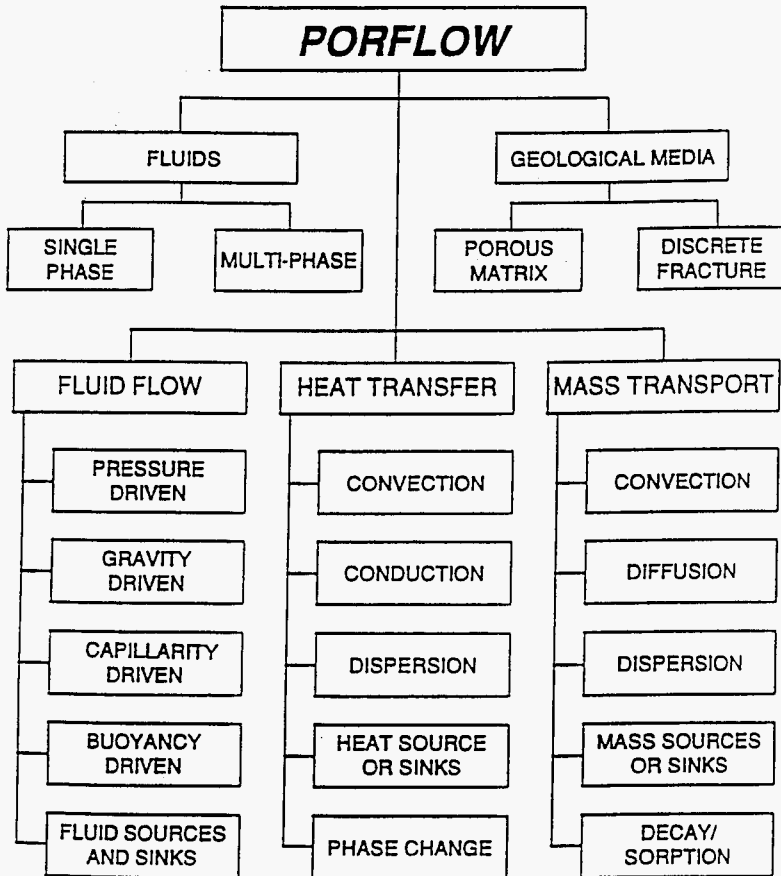 PORFLOW
FLUIDS
GEOLOGICAL MEDIA
SINGLE
PHASE
MULTI-PHASE
POROUS
MATRIX
DISCRETE
FRACTURE
FLUID FLOW
HEAT TRANSFER
MASS TRANSPORT
PRESSURE
DRIVEN
GRAVITY
DRIVEN
CAPILLARITY
DRIVEN
BUOYANCY
DRIVEN
FLUID SOURCES
AND SINKS
CONVECTION
CONDUCTION
DISPERSION
HEAT SOURCE
OR SINKS
PHASE CHANGE
CONVECTION
DIFFUSION
DISPERSION
MASS SOURCES
OR SINKS
DECAY/
SORPTION